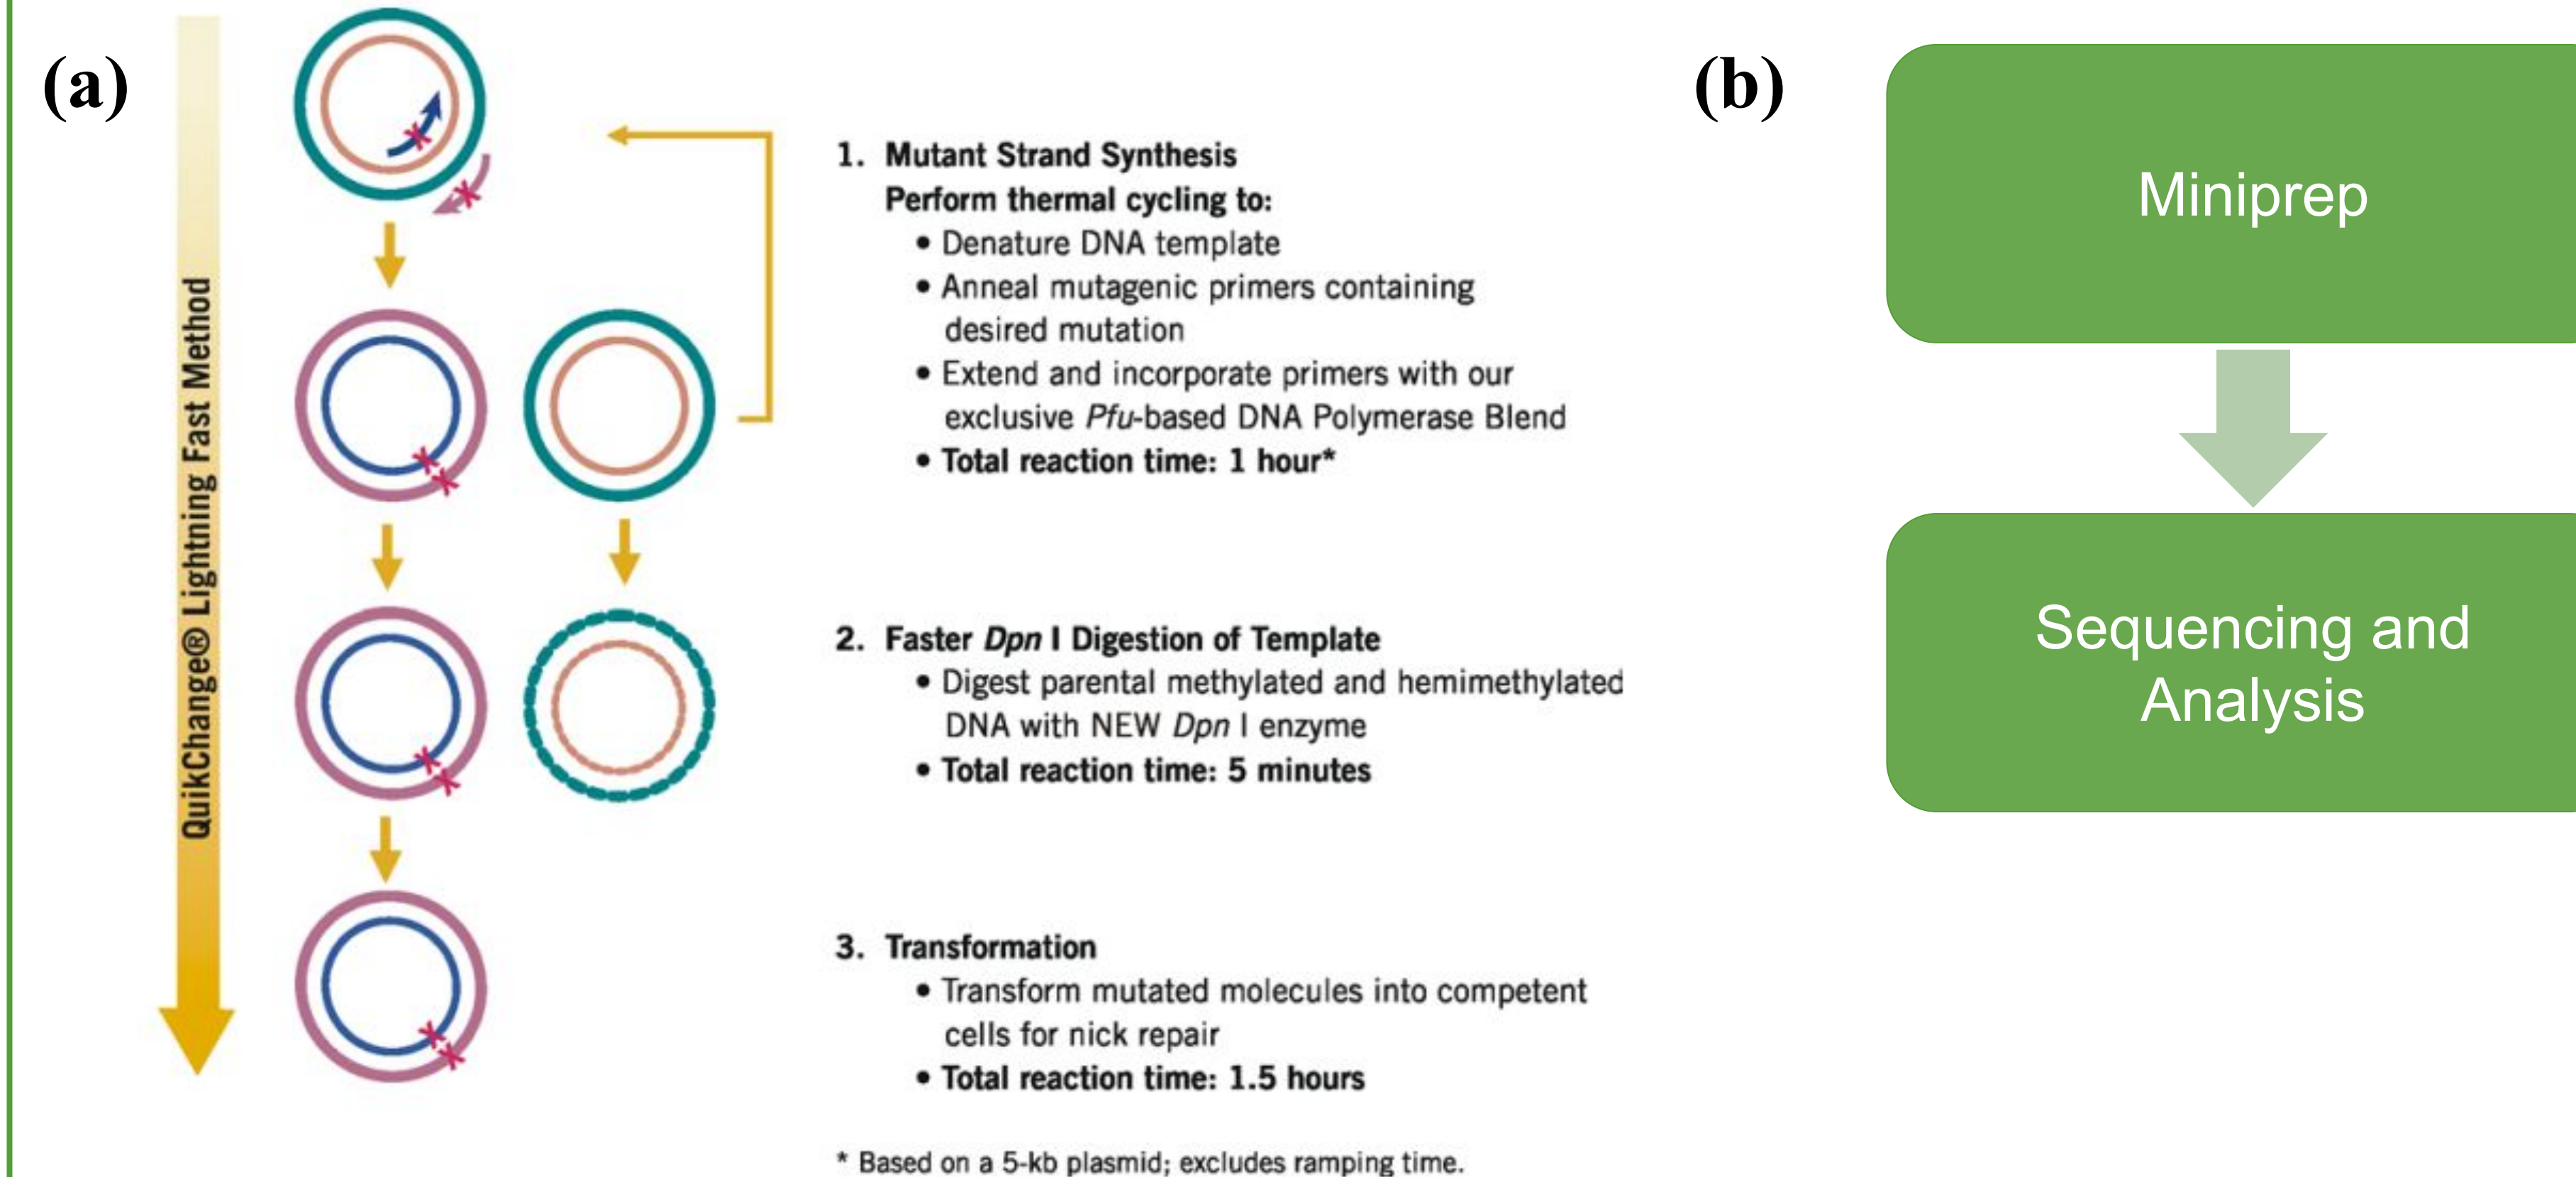 (a)
QuikChange® Lightning Fast Method
1. Mutant Strand Synthesis
Perform thermal cycling to:
• Denature DNA template
• Anneal mutagenic primers containing
desired mutation
• Extend and incorporate primers with our
exclusive Pfu-based DNA Polymerase Blend
• Total reaction time: 1 hour*
2. Faster Dpn I Digestion of Template
• Digest parental methylated and hemimethylated
DNA with NEW Dpn I enzyme
• Total reaction time: 5 minutes
3. Transformation
• Transform mutated molecules into competent
cells for nick repair
• Total reaction time: 1.5 hours
* Based on a 5-kb plasmid; excludes ramping time.
(b)
Miniprep
Sequencing and
Analysis